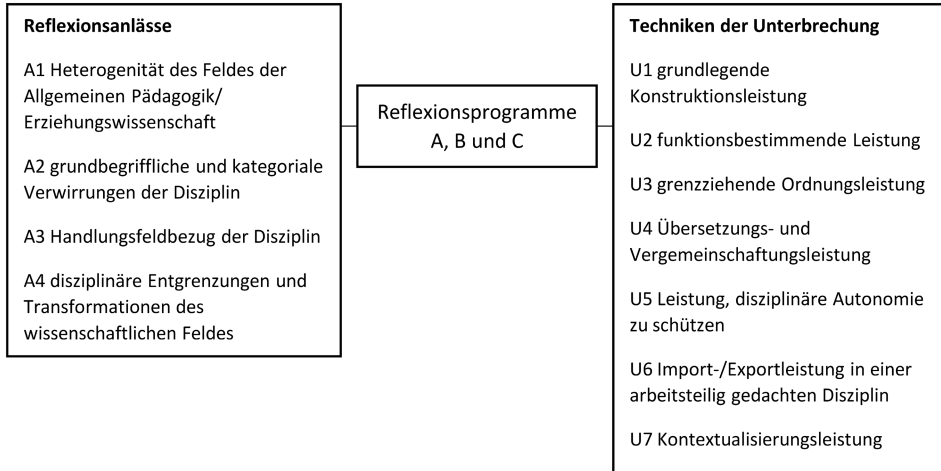 Reflexionsanlässe
A1 Heterogenität des Feldes der
Allgemeinen Pädagogik/
Erziehungswissenschaft
A2 grundbegriffliche und kategoriale
Verwirrungen der Disziplin
A3 Handlungsfeldbezug der Disziplin
A4 disziplinäre Entgrenzungen und
Transformationen des
wissenschaftlichen Feldes
Reflexionsprogramme
A, B und C
Techniken der Unterbrechung
U1 grundlegende
Konstruktionsleistung
U2 funktionsbestimmende Leistung
U3 grenzziehende Ordnungsleistung
U4 Übersetzungs- und
Vergemeinschaftungsleistung
U5 Leistung, disziplinäre Autonomie
zu schützen
U6 Import-/Exportleistung in einer
arbeitsteilig gedachten Disziplin
U7 Kontextualisierungsleistung